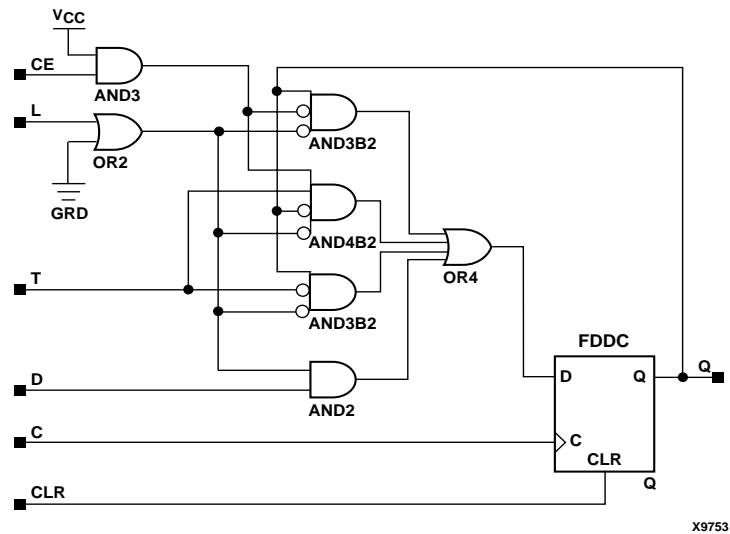 VCC
CE
AND3
L
OR2
GRD
AND3B2
AND4B2
OR4
T
AND3B2
FDDC
D
Q
Q
D
AND2
C
C
CLR
CLR
Q
X9753